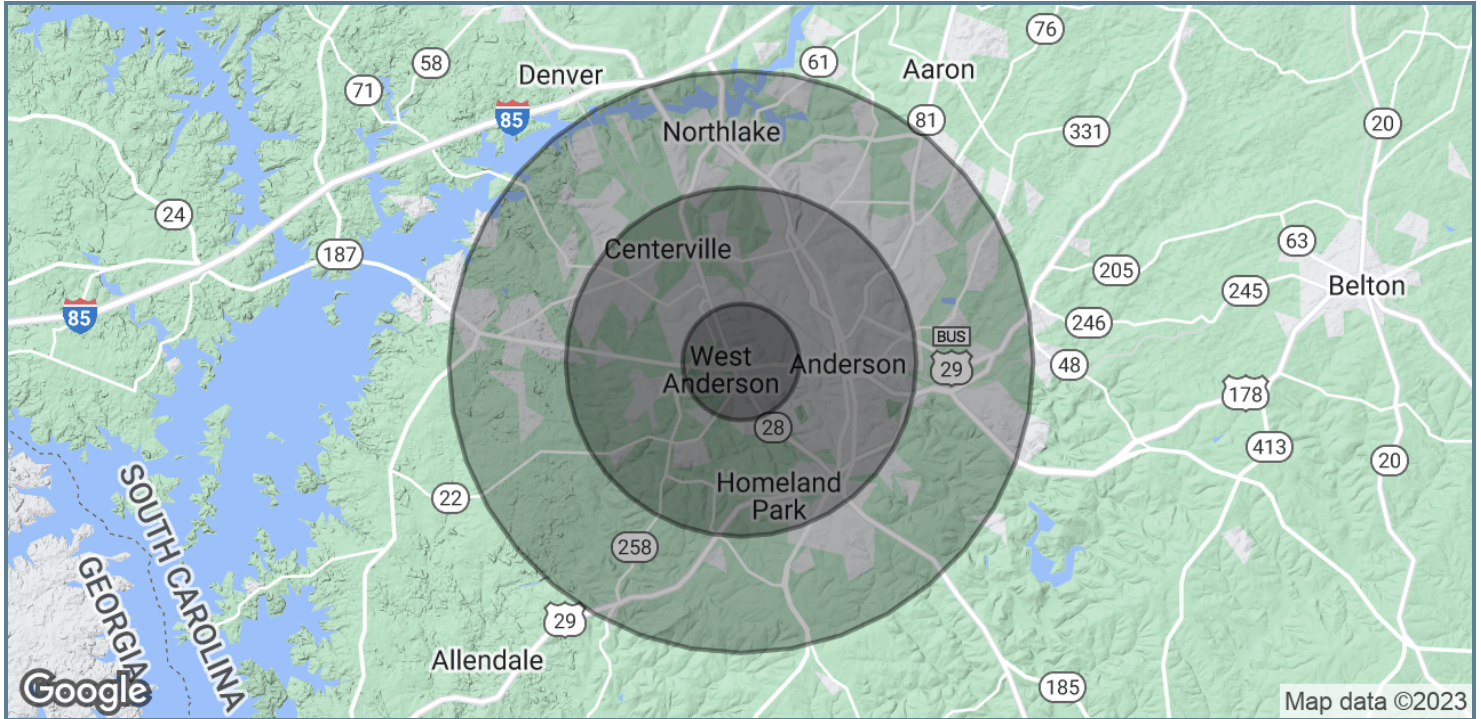 76
61
58
Denver
Aaron
71
85
81
20
331
Northlake
24
63
Centerville
187
205
Belton
245
85
246
BUS
West
Anderson
Anderson
29
48
178
28
413
20
Homeland
Park
22
SOUTH CAROLINA
258
GEORGIA
29
Allendale
185
Google
Map data ©2023